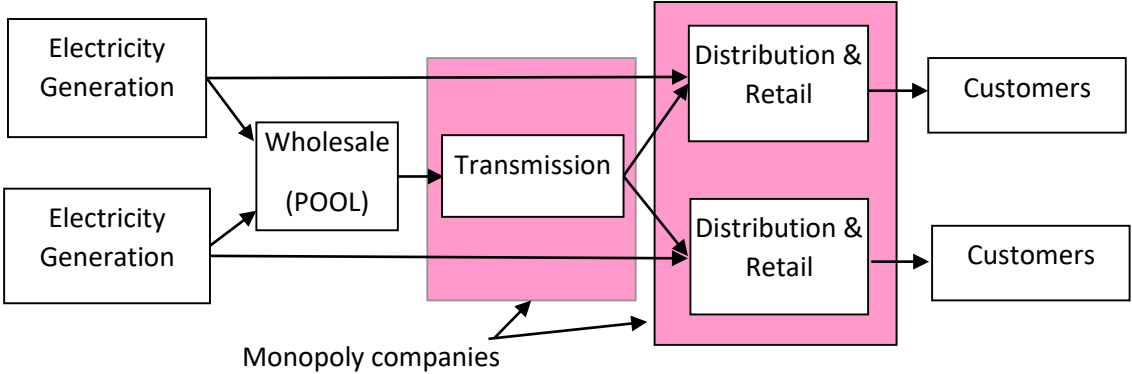 Electricity
Generation
Wholesale
(POOL)
Electricity
Generation
Transmission
Distribution &
Retail
Customers
Distribution &
Retail
Customers
Monopoly companies